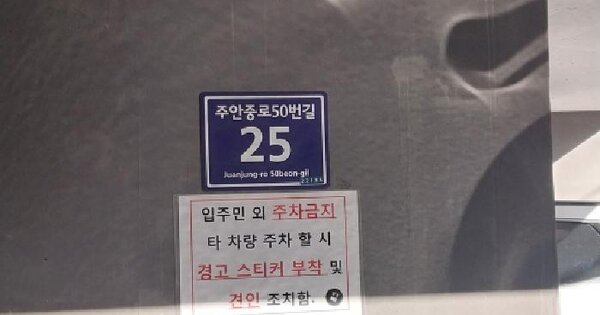 주안중로50번길
25
Juanjung-ro 50beon-gil
입주민 외 주차금지
타 차량 주차 할 시
경고 스티커 부착 및
견인 조치함.